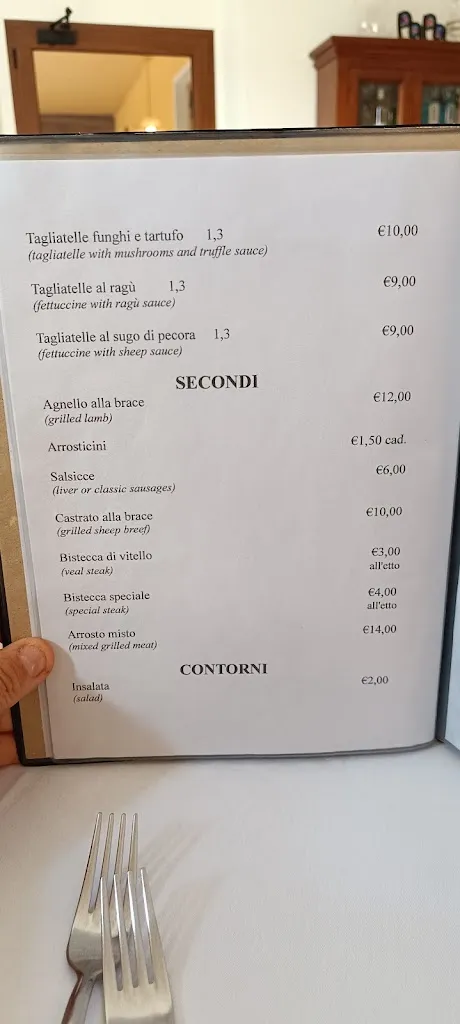 Tagliatelle funghi e tartufo 1,3 €10,00
(tagliatelle with mushrooms and truffle sauce)
Tagliatelle al ragù 1,3 €9,00
(fettuccine with ragù sauce)
Tagliatelle al sugo di pecora 1,3 €9,00
(fettuccine with sheep sauce)
SECONDI
Agnello alla brace €12,00
(grilled lamb)
Arrosticini €1,50 cad.
Salsicce €6,00
(liver or classic sausages)
Castrato alla brace €10,00
(grilled sheep breef)
Bistecca di vitello €3,00
(veal steak) all'etto
Bistecca speciale €4,00
(special steak) all'etto
Arrosto misto €14,00
(mixed grilled meat)
CONTORNI
Insalata €2,00
(salad)